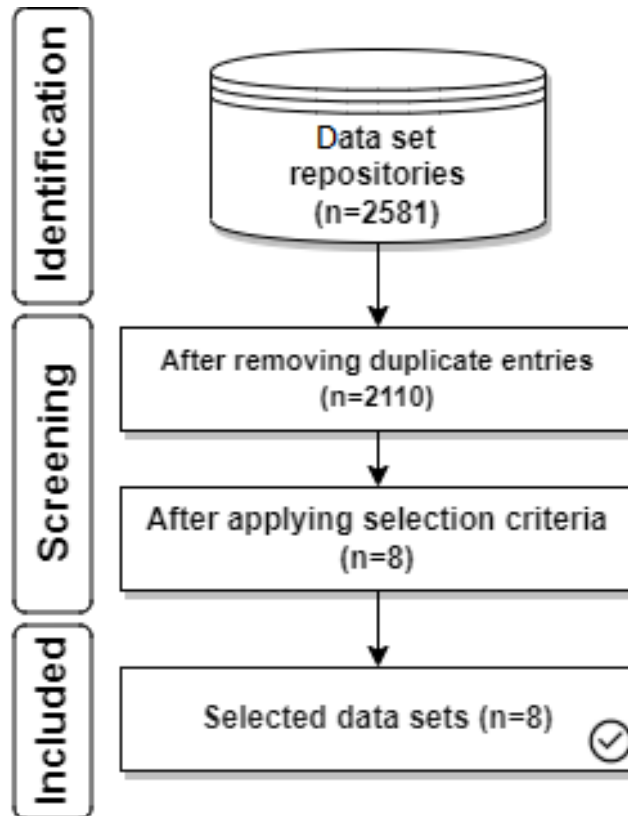 Identification
Data set
repositories
(n=2581)
Screening
After removing duplicate entries
(n=2110)
After applying selection criteria
(n=8)
Included
Selected data sets (n=8)